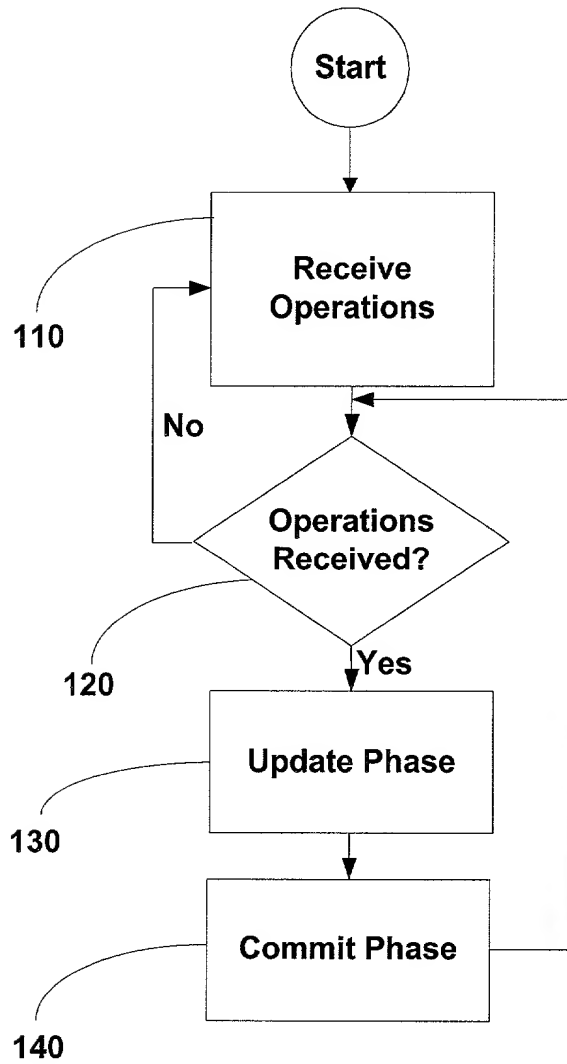 Start
Receive
Operations
110
No
Operations
Received?
120
Yes
Update Phase
130
Commit Phase
140